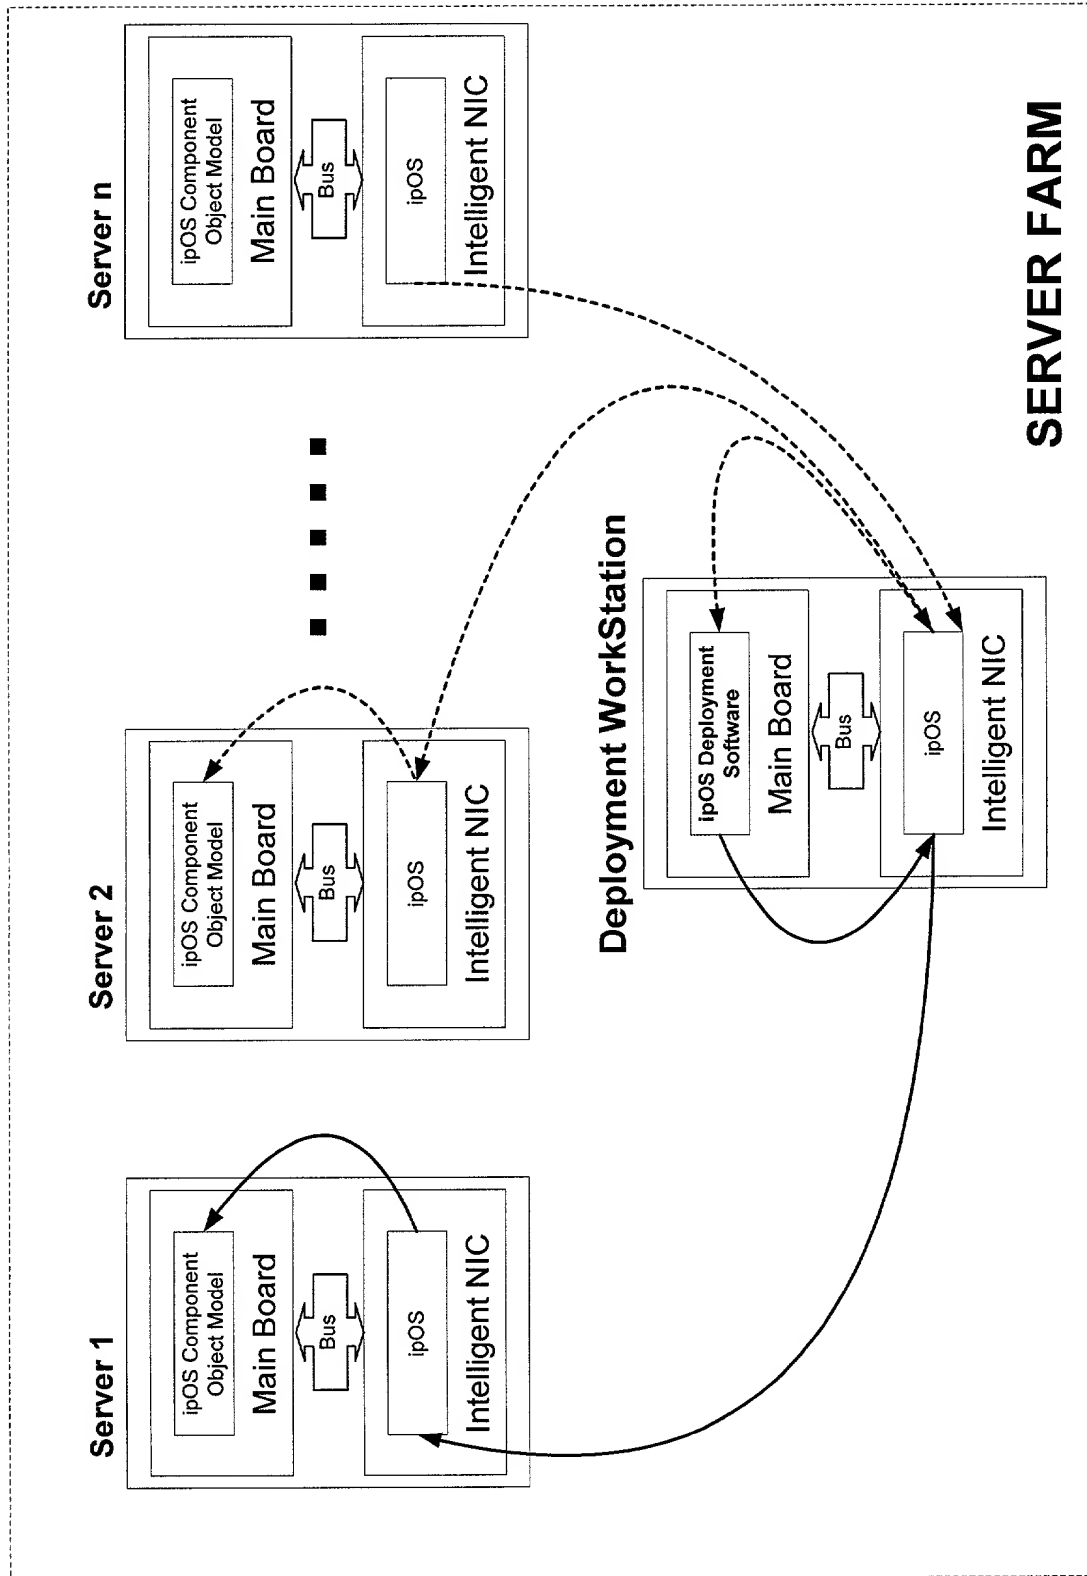 Server 1
ipOS Component
Object Model
Main Board
Bus
ipOS
Intelligent NIC
Server 2
ipOS Component
Object Model
Main Board
Bus
ipOS
Intelligent NIC
Server n
ipOS Component
Object Model
Main Board
Bus
ipOS
Intelligent NIC
Deployment WorkStation
ipOS Deployment
Software
Main Board
Bus
ipOS
Intelligent NIC
SERVER FARM